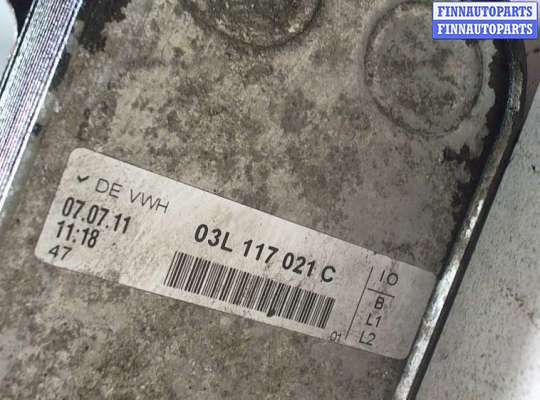 FINNAUTOPARTS
FINNAUTOPARTS
DE VWH
07.07.11
11:18
47
03L 117 021 C
01
IO
B
L1
L2